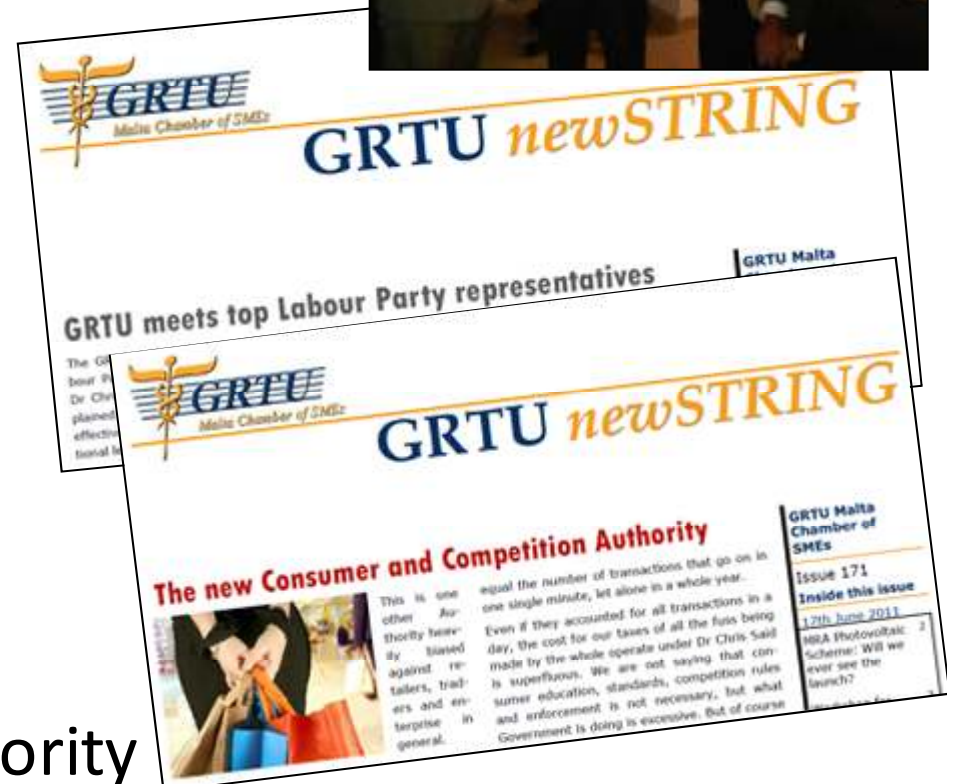 GRTU
Malta Chamber of SMEs
GRTU newSTRING
GRTU Malta
GRTU meets top Labour Party representatives
The
bour
Dr
plained
effective
tional
GRTU
Malta Chamber of SMEs
GRTU newSTRING
The new Consumer and Competition Authority
This is one
other Au-
thority heav-
ily biased
against re-
tailers, trad-
ers and en-
terprise in
general.
equal the number of transactions that go on in
one single minute, let alone in a whole year.
Even if they accounted for all transactions in a
day, the cost for our taxes of all the fuss being
made by the whole operate under Dr Chris Said
is superfluous. We are not saying that con-
sumer education, standards, competition rules
and enforcement is not necessary, but what
Government is doing is excessive. But of course
GRTU Malta
Chamber of
SMEs
Issue 171
Inside this issue
17th June 2011
MRA Photovoltaic 2
Scheme: Will we
ever see the
launch?
ority